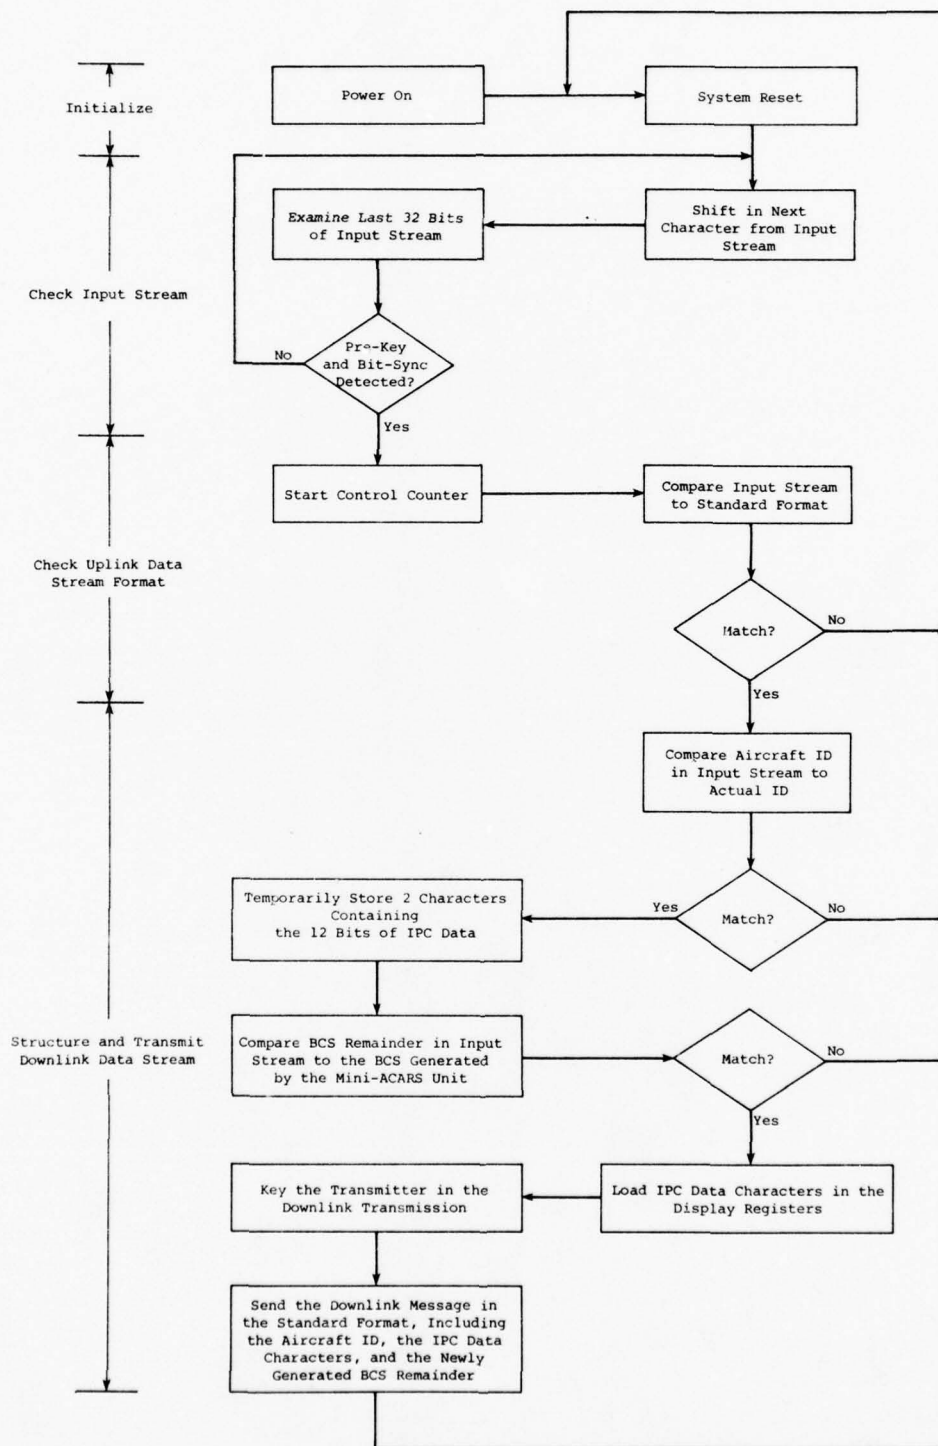 Initialize
Power On
System Reset
Shift in Next
Character from Input
Stream
Examine Last 32 Bits
of Input Stream
Check Input Stream
Pre-Key
and Bit-Sync
Detected?
No
Yes
Start Control Counter
Compare Input Stream
to Standard Format
Check Uplink Data
Stream Format
Match?
No
Yes
Compare Aircraft ID
in Input Stream to
Actual ID
Match?
No
Yes
Temporarily Store 2 Characters
Containing
the 12 Bits of IPC Data
Structure and Transmit
Downlink Data Stream
Compare BCS Remainder in Input
Stream to the BCS Generated
by the Mini-ACARS Unit
Match?
No
Yes
Load IPC Data Characters in the
Display Registers
Key the Transmitter in the
Downlink Transmission
Send the Downlink Message in
the Standard Format, Including
the Aircraft ID, the IPC Data
Characters, and the Newly
Generated BCS Remainder